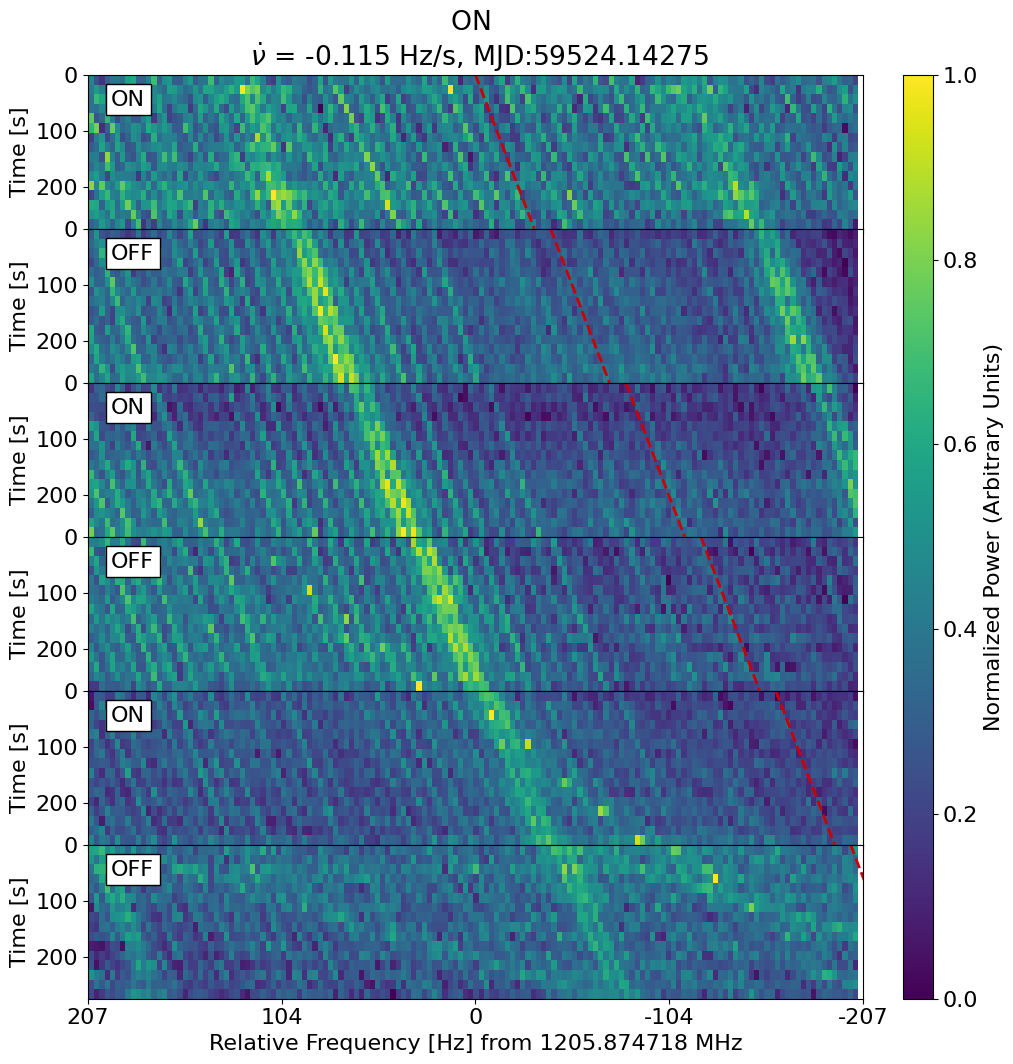 ON
ν̇ = -0.115 Hz/s, MJD:59524.14275
0
ON
100
Time [s]
200
0
OFF
100
Time [s]
200
0
ON
100
Time [s]
200
0
OFF
100
Time [s]
200
0
ON
100
Time [s]
200
0
OFF
100
Time [s]
200
207 104 0 -104 -207
Relative Frequency [Hz] from 1205.874718 MHz
1.0
0.8
0.6
0.4
0.2
0.0
Normalized Power (Arbitrary Units)